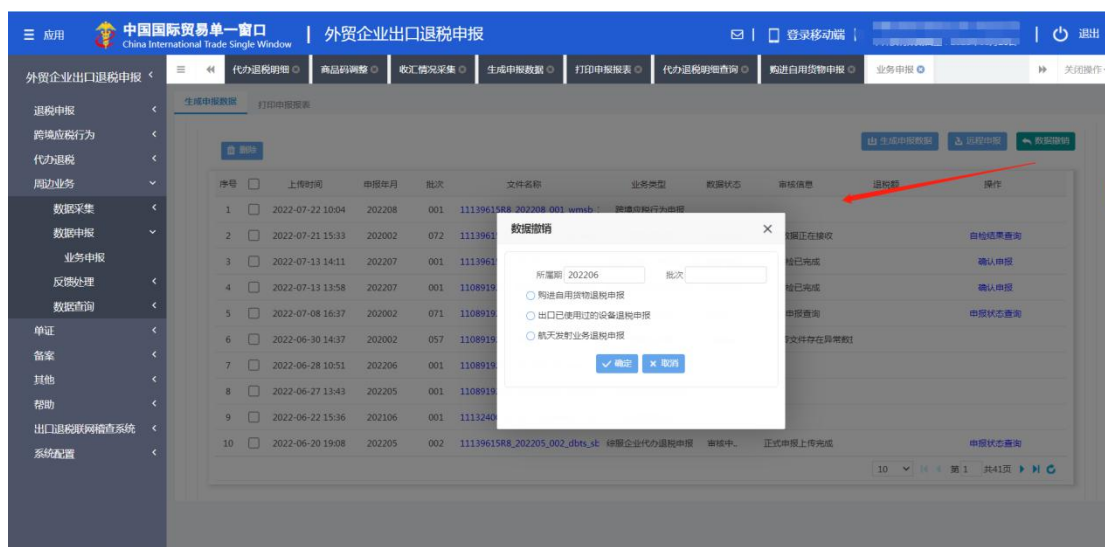 应用 中国国际贸易单一窗口 外贸企业出口退税申报 登录移动端 退出
China International Trade Single Window
外贸企业出口退税申报 代办退税明细 商品码调整 收汇情况采集 生成申报数据 打印申报报表 代办退税明细查询 购进自用货物申报 业务申报 关闭操作
退税申报
跨境应税行为
代办退税
周边业务
数据采集
数据申报
业务申报
反馈处理
数据查询
单证
备案
其他
帮助
出口退税联网稽查系统
系统配置
生成申报数据 打印申报报表
删除 生成申报数据 远程申报 数据撤销
序号 上传时间 申报年月 批次 文件名称 业务类型 数据状态 审核信息 退税额 操作
1 2022-07-22 10:04 202208 001 11139615R8_202208_001_wmsb_ 跨境应税行为申报
2 2022-07-21 15:33 202002 072 111396 数据正在接收 自检结果查询
3 2022-07-13 14:11 202207 001 111396 检已完成 确认申报
4 2022-07-13 13:58 202207 001 1108919 检已完成 确认申报
5 2022-07-08 16:37 202002 071 1108919 申报查询 申报状态查询
6 2022-06-30 14:37 202002 057 1108919 文件存在异常数
7 2022-06-28 10:51 202206 001 1108919
8 2022-06-27 13:43 202205 001 1108919
9 2022-06-22 15:36 202106 001 1113240
10 2022-06-20 19:08 202205 002 11139615R8_202205_002_dbts_sb 综服企业代办退税申报 审核中.. 正式申报上传完成 申报状态查询
10 第 1 共41页
数据撤销
所属期 202206 批次
购进自用货物退税申报
出口已使用过的设备退税申报
航天发射业务退税申报
确定 取消